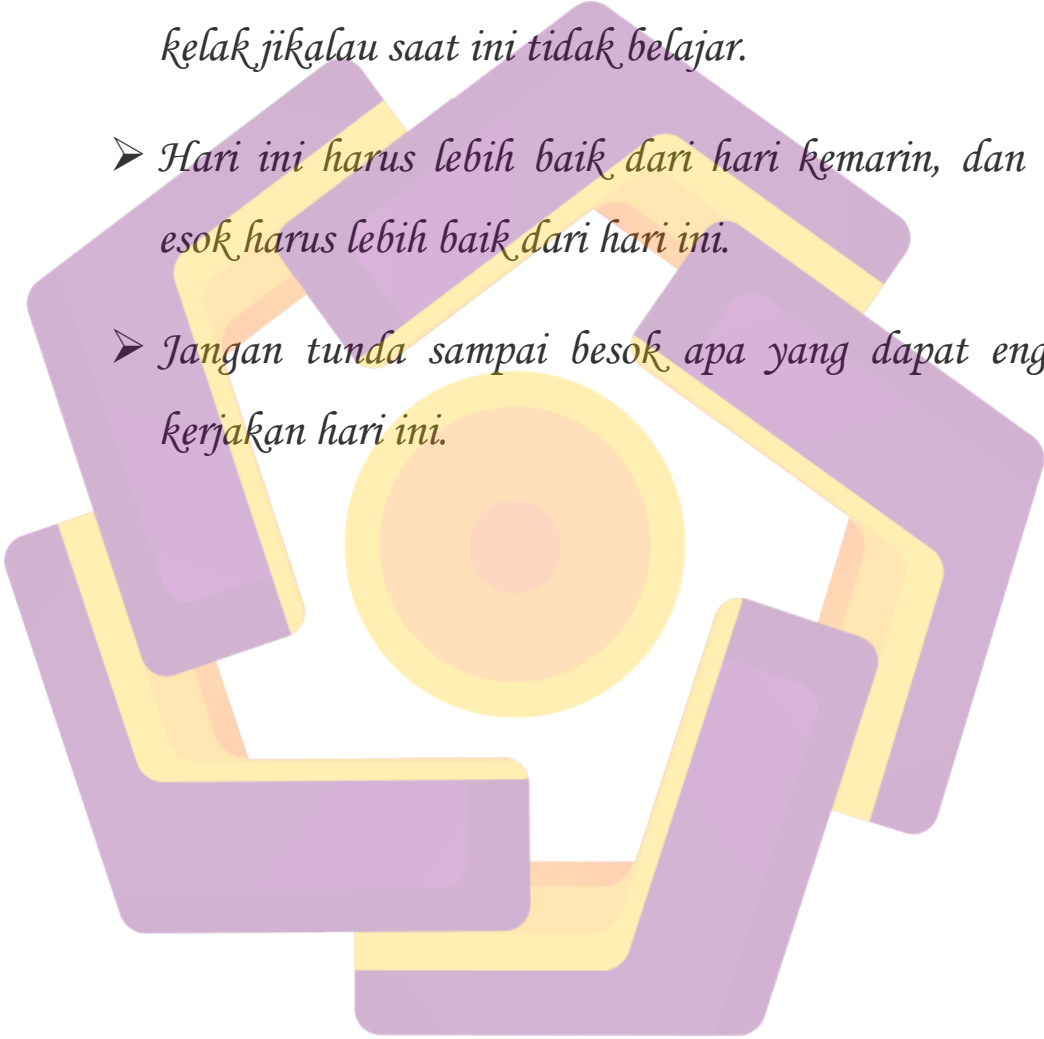 kelak jikalau saat ini tidak belajar.
➢ Hari ini harus lebih baik dari hari kemarin, dan
esok harus lebih baik dari hari ini.
➢ Jangan tunda sampai besok apa yang dapat eng
kerjakan hari ini.